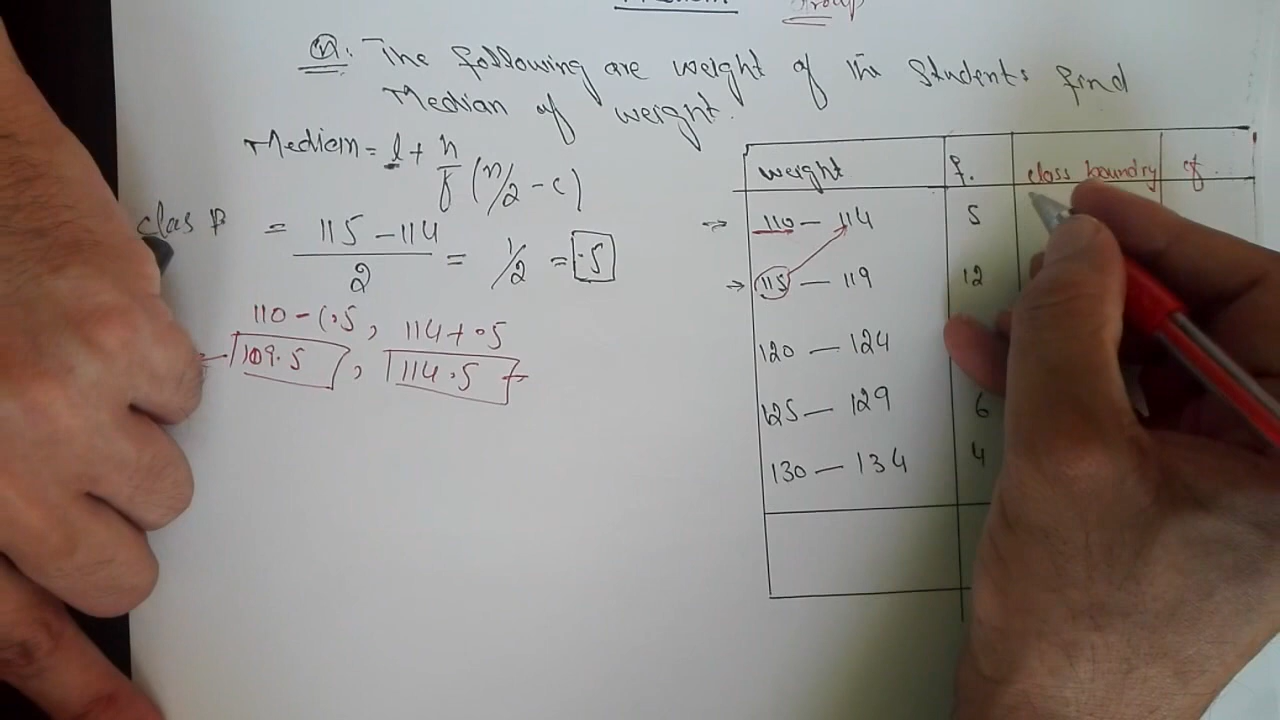 Group
Q: The following are weight of the students find
Median of weight.
Median = l + h/f (n/2 - c)
clas B = 115 - 114 / 2 = 1/2 = .5
110 - (.5, 114 + .5
109.5, 114.5
weight f. class boundry cf.
→ 110 — 114 5
→ 115 — 119 12
120 — 124
125 — 129 6
130 — 134 4